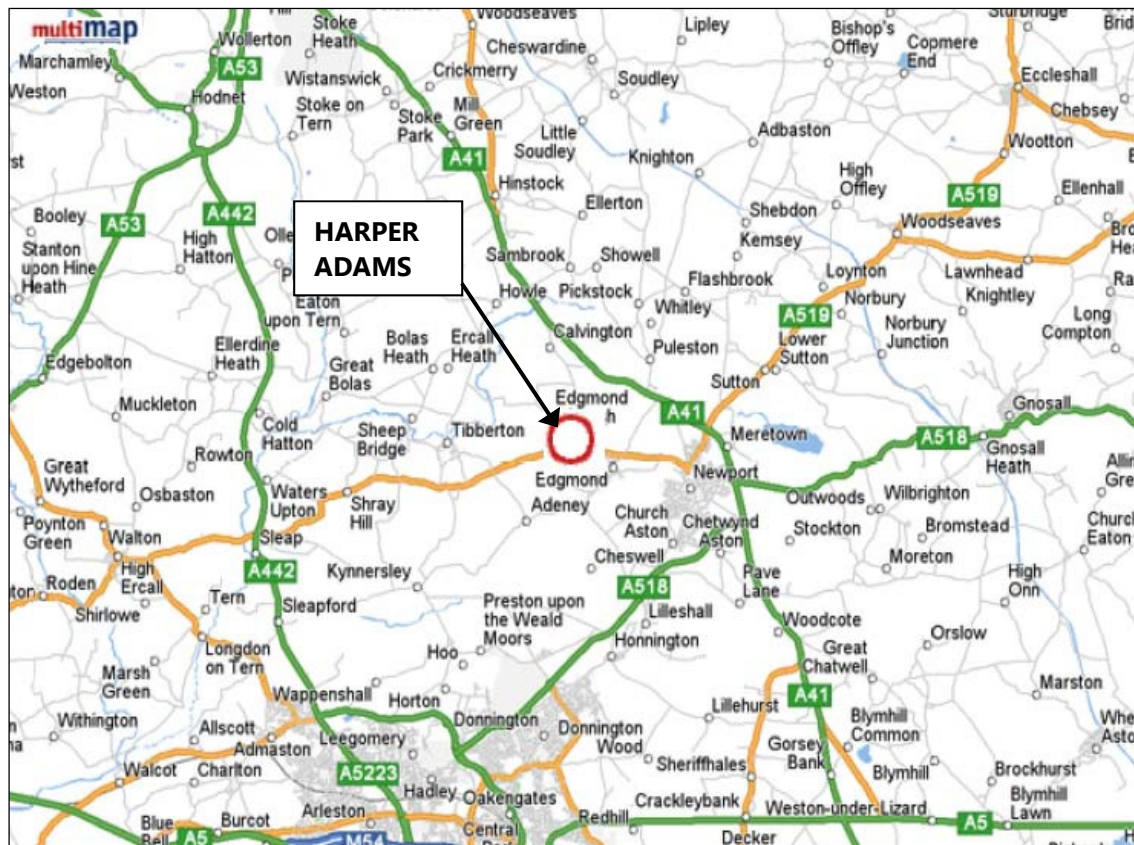 multimap
Wollerton
Stoke
Heath
Woodseaves
Lipley
Bishop's
Offley
Copmere
End
Marchamley
A53
Wistanswick
Crickmerry
Cheswardine
Soudley
Eccleshall
Weston
Hodnet
Stoke on
Tern
Stoke
Park
Mill
Green
Chebsey
Little
Soudley
Adbaston
Wootton
A41
Knighton
High
Offley
Hinstock
A519
Ellenhall
Booley
A53
A442
HARPER
ADAMS
Ellerton
Shebdon
Woodseaves
Stanton
upon Hine
Heath
High
Hatton
Kemsey
Sambrook
Showell
Flashbrook
Loynton
Lawnhead
Howle
Pickstock
Whitley
Norbury
Knightley
Eaton
upon Tern
A519
Norbury
Junction
Long
Compton
Calvington
Bolas
Heath
Ercall
Heath
Puleston
Lower
Sutton
Ellerdine
Heath
Edgebolton
Great
Bolas
Sutton
Muckleton
Edgmond
A41
Gnosall
Cold
Hatton
Sheep
Bridge
Tibberton
Meretown
A518
Gnosall
Heath
Rowton
Edgmond
Newport
Great
Wytheford
Osbaston
Waters
Upton
Shray
Hill
Adeney
Outwoods
Wilbrighton
Poynton
Green
Walton
Church
Aston
Chetwynd
Aston
Stockton
Bromstead
Church
Eaton
Sleap
Cheswell
Moreton
High
Ercall
A442
Kynnersley
A518
Pave
Lane
High
Onn
Roden
Shirlowe
Tern
Sleapford
Preston upon
the Weald
Moors
Lilleshall
Woodcote
Longdon
on Tern
Honnington
Orslow
Hoo
Great
Chatwell
Marsh
Green
Wappenshall
Horton
A41
Marston
Withington
Allscott
Donnington
Donnington
Wood
Lillehurst
Blymhill
Common
Admaston
Leegomery
Gorsey
Bank
Walcot
Charlton
A5223
Hadley
Sheriffhales
Blymhill
Brockhurst
Oakengates
Crackleybank
Weston-under-Lizard
Blymhill
Lawn
Arleston
Redhill
A5
Blue
A5
Burcot
M54
Central
Decker